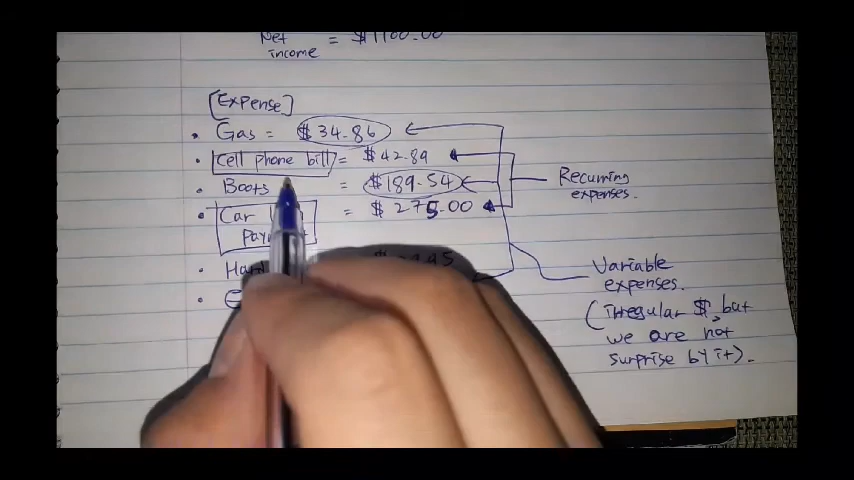 Net
income = $1100.00
[Expense]
• Gas = $34.86
• Cell phone bill = $42.89
• Boots = $189.54
• Car
= $275.00
Recurring
expenses.
Variable
expenses.
(irregular $, but
we are not
surprise by it).